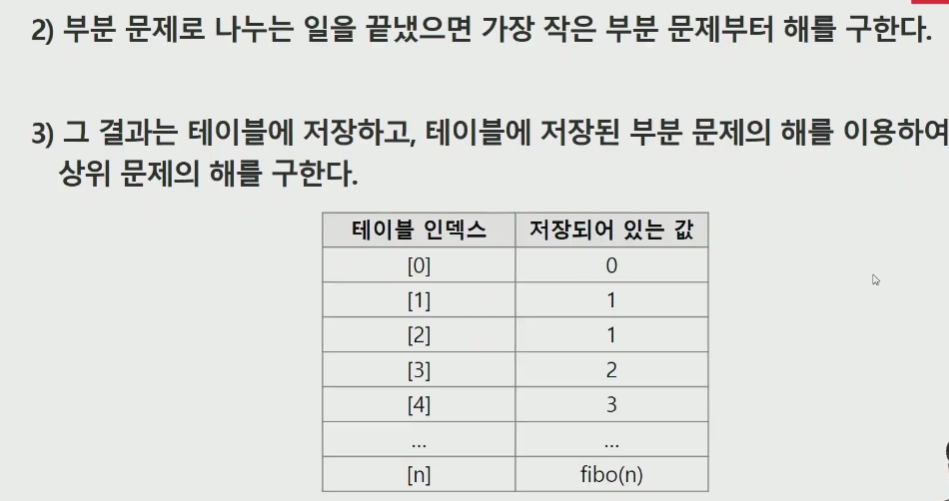 2) 부분 문제로 나누는 일을 끝냈으면 가장 작은 부분 문제부터 해를 구한다.
3) 그 결과는 테이블에 저장하고, 테이블에 저장된 부분 문제의 해를 이용하여
상위 문제의 해를 구한다.
테이블 인덱스 저장되어 있는 값
[0] 0
[1] 1
[2] 1
[3] 2
[4] 3
... ...
[n] fibo(n)